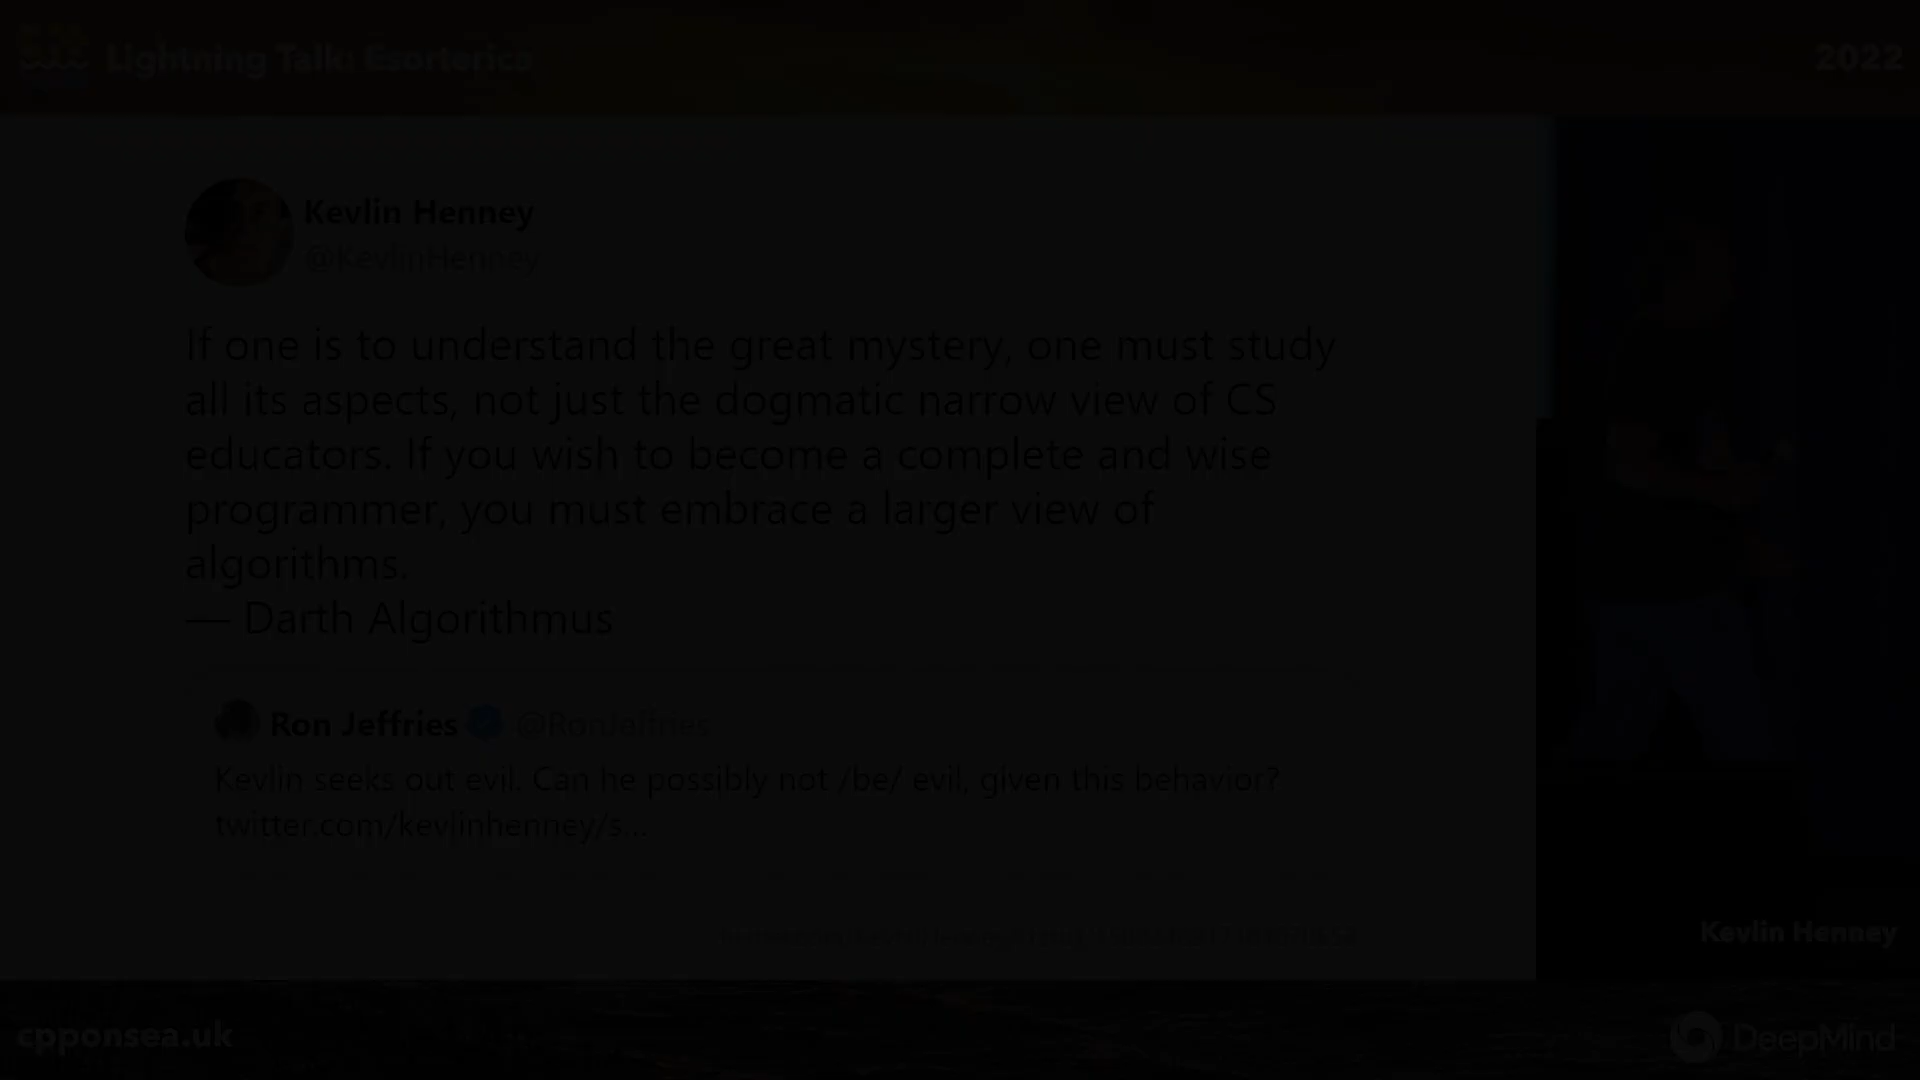 Lightning Talk: Esorterica
2022
Kevlin Henney
@KevlinHenney
If one is to understand the great mystery, one must study
all its aspects, not just the dogmatic narrow view of CS
educators. If you wish to become a complete and wise
programmer, you must embrace a larger view of
algorithms.
— Darth Algorithmus
Ron Jeffries @RonJeffries
Kevlin seeks out evil. Can he possibly not /be/ evil, given this behavior?
twitter.com/kevlinhenney/s...
Kevlin Henney
cpponsea.uk
DeepMind